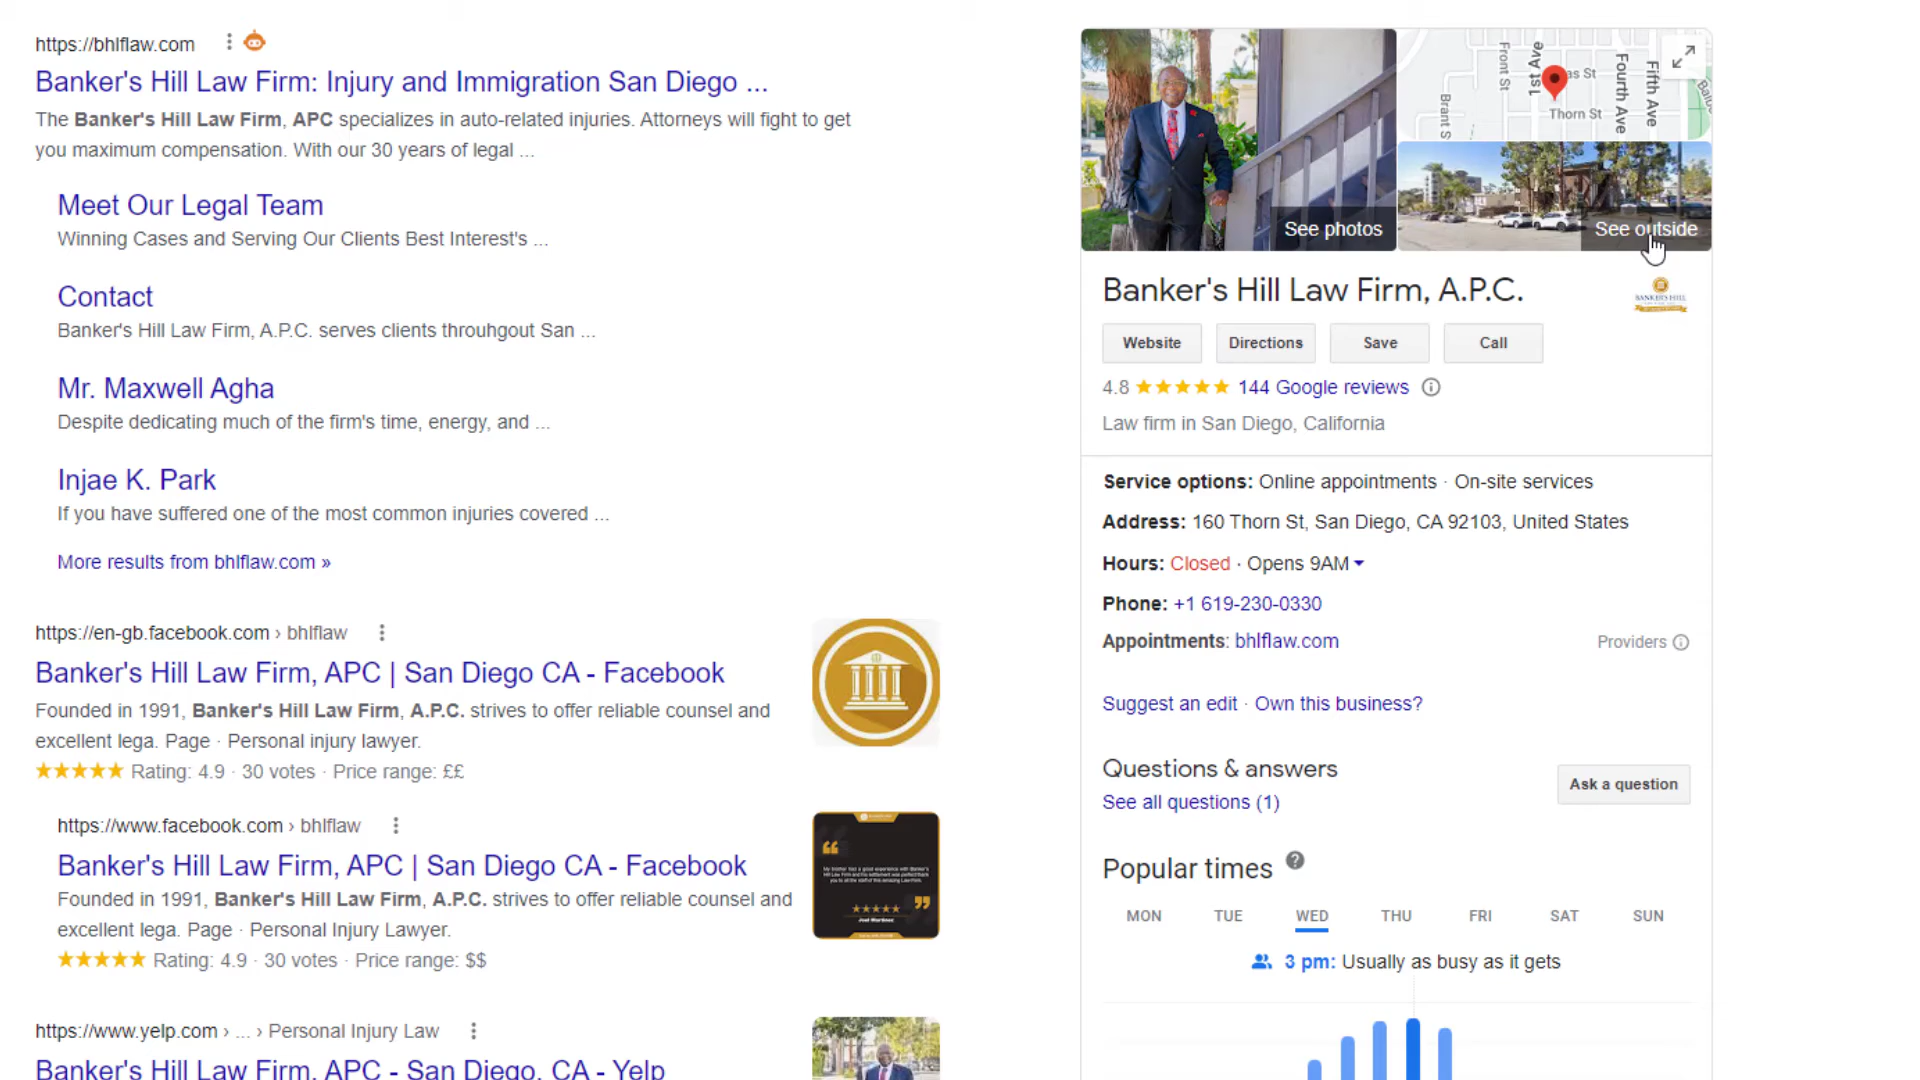 https://bhlflaw.com
Banker's Hill Law Firm: Injury and Immigration San Diego ...
The Banker's Hill Law Firm, APC specializes in auto-related injuries. Attorneys will fight to get
you maximum compensation. With our 30 years of legal ...
Meet Our Legal Team
Winning Cases and Serving Our Clients Best Interest's ...
Contact
Banker's Hill Law Firm, A.P.C. serves clients throuhgout San ...
Mr. Maxwell Agha
Despite dedicating much of the firm's time, energy, and ...
Injae K. Park
If you have suffered one of the most common injuries covered ...
More results from bhlflaw.com »
https://en-gb.facebook.com › bhlflaw
Banker's Hill Law Firm, APC | San Diego CA - Facebook
Founded in 1991, Banker's Hill Law Firm, A.P.C. strives to offer reliable counsel and
excellent lega. Page · Personal injury lawyer.
Rating: 4.9 · 30 votes · Price range: ££
https://www.facebook.com › bhlflaw
Banker's Hill Law Firm, APC | San Diego CA - Facebook
Founded in 1991, Banker's Hill Law Firm, A.P.C. strives to offer reliable counsel and
excellent lega. Page · Personal Injury Lawyer.
Rating: 4.9 · 30 votes · Price range: $$
https://www.yelp.com › ... › Personal Injury Law
Banker's Hill Law Firm, APC - San Diego, CA - Yelp
Front St
1st Ave
as St
Fourth Ave
Fifth Ave
Brant S
Thorn St
See photos
See outside
Banker's Hill Law Firm, A.P.C.
BANKER'S HILL
Website
Directions
Save
Call
4.8
144 Google reviews
Law firm in San Diego, California
Service options: Online appointments · On-site services
Address: 160 Thorn St, San Diego, CA 92103, United States
Hours: Closed · Opens 9AM
Phone: +1 619-230-0330
Appointments: bhlflaw.com
Providers
Suggest an edit · Own this business?
Questions & answers
See all questions (1)
Ask a question
Popular times
MON TUE WED THU FRI SAT SUN
3 pm: Usually as busy as it gets